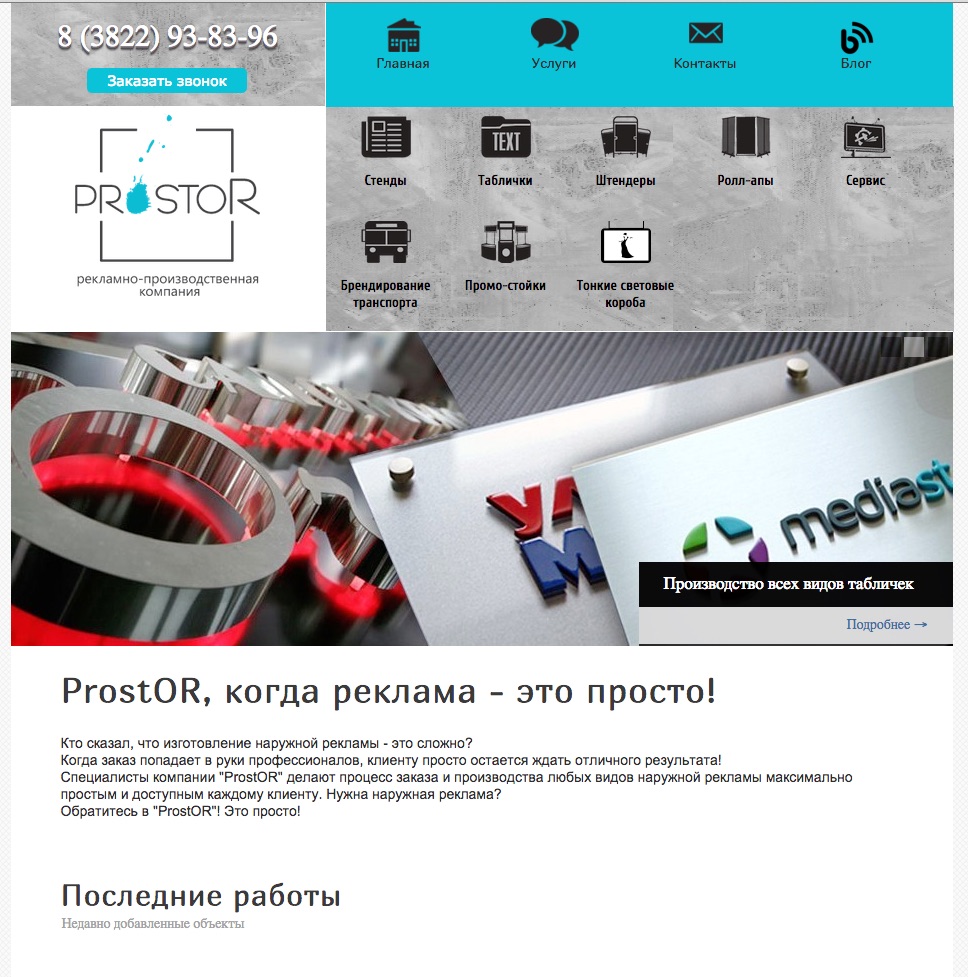 8 (3822) 93-83-96
Заказать звонок
Главная
Услуги
Контакты
Блог
PROSTOR
рекламно-производственная
компания
Стенды
TEXT
Таблички
Штендеры
Ролл-апы
Сервис
Брендирование
транспорта
Промо-стойки
Тонкие световые
короба
mediast
Производство всех видов табличек
Подробнее →
ProstOR, когда реклама - это просто!
Кто сказал, что изготовление наружной рекламы - это сложно?
Когда заказ попадает в руки профессионалов, клиенту просто остается ждать отличного результата!
Специалисты компании "ProstOR" делают процесс заказа и производства любых видов наружной рекламы максимально
простым и доступным каждому клиенту. Нужна наружная реклама?
Обратитесь в "ProstOR"! Это просто!
Последние работы
Недавно добавленные объекты